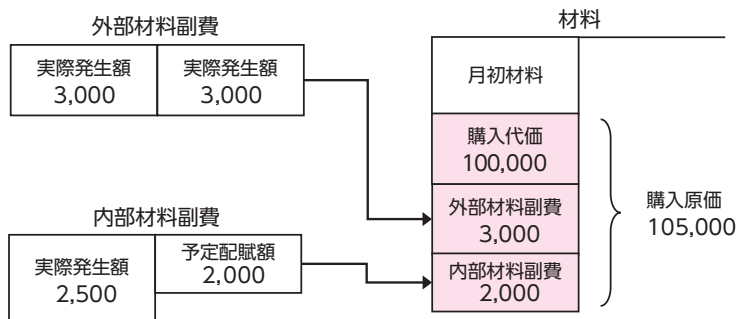 外部材料副費
実際発生額
3,000
実際発生額
3,000
内部材料副費
実際発生額
2,500
予定配賦額
2,000
材料
月初材料
購入代価
100,000
外部材料副費
3,000
内部材料副費
2,000
購入原価
105,000